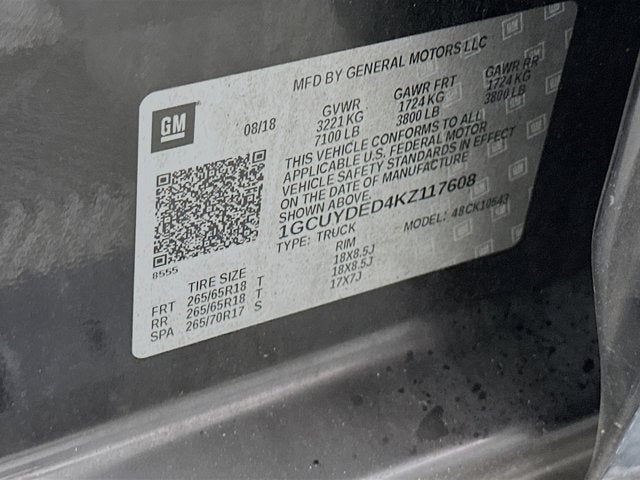 MFD BY GENERAL MOTORS LLC
GM
08/18 GVWR GAWR FRT GAWR RR
3221 KG 1724 KG 1724 KG
7100 LB 3800 LB 3800 LB
THIS VEHICLE CONFORMS TO ALL
APPLICABLE U.S. FEDERAL MOTOR
VEHICLE SAFETY STANDARDS IN EFFECT
ON THE DATE OF MANUFACTURE
SHOWN ABOVE.
1GCUYDED4KZ117608
TYPE: TRUCK MODEL: 48CK10543
8555
TIRE SIZE RIM
FRT 265/65R18 T 18X8.5J
RR 265/65R18 T 18X8.5J
SPA 265/70R17 S 17X7J